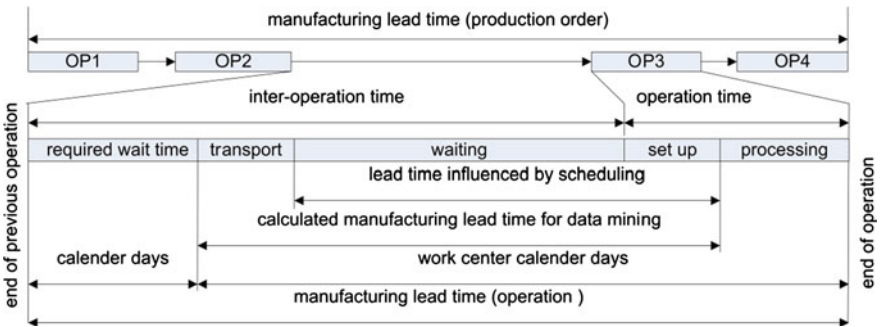 manufacturing lead time (production order)
OP1 OP2 OP3 OP4
inter-operation time operation time
required wait time transport waiting set up processing
lead time influenced by scheduling
calculated manufacturing lead time for data mining
calender days work center calender days
manufacturing lead time (operation )
end of previous operation
end of operation